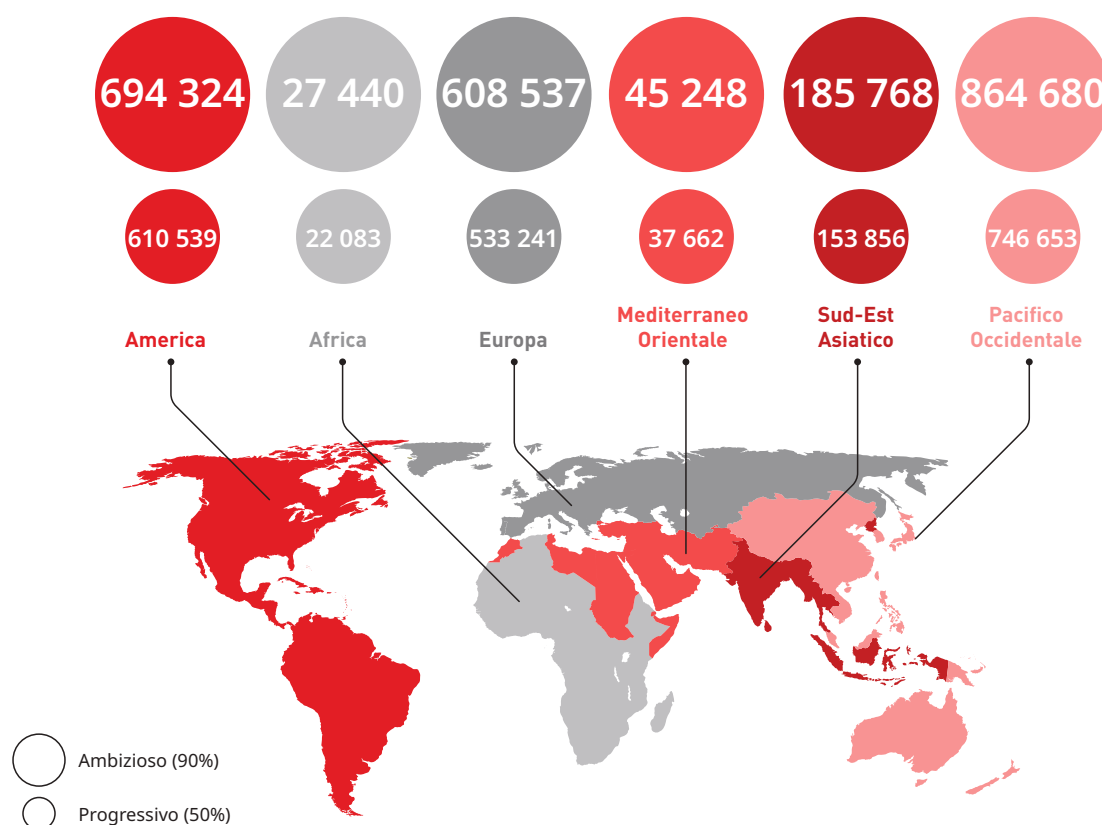 694 324
27 440
608 537
45 248
185 768
864 680
610 539
22 083
533 241
37 662
153 856
746 653
America
Africa
Europa
Mediterraneo
Orientale
Sud-Est
Asiatico
Pacifico
Occidentale
Ambizioso (90%)
Progressivo (50%)